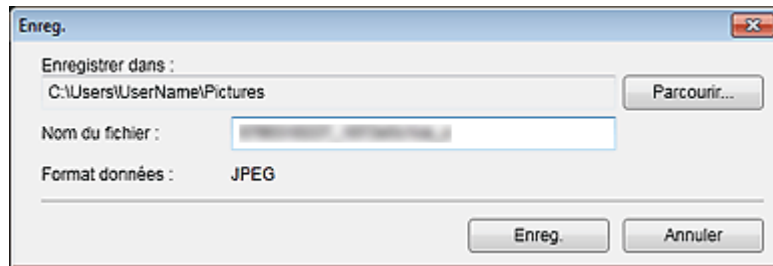 Enreg.
Enregistrer dans :
C:\Users\UserName\Pictures
Parcourir...
Nom du fichier :
Format données :
JPEG
Enreg.
Annuler